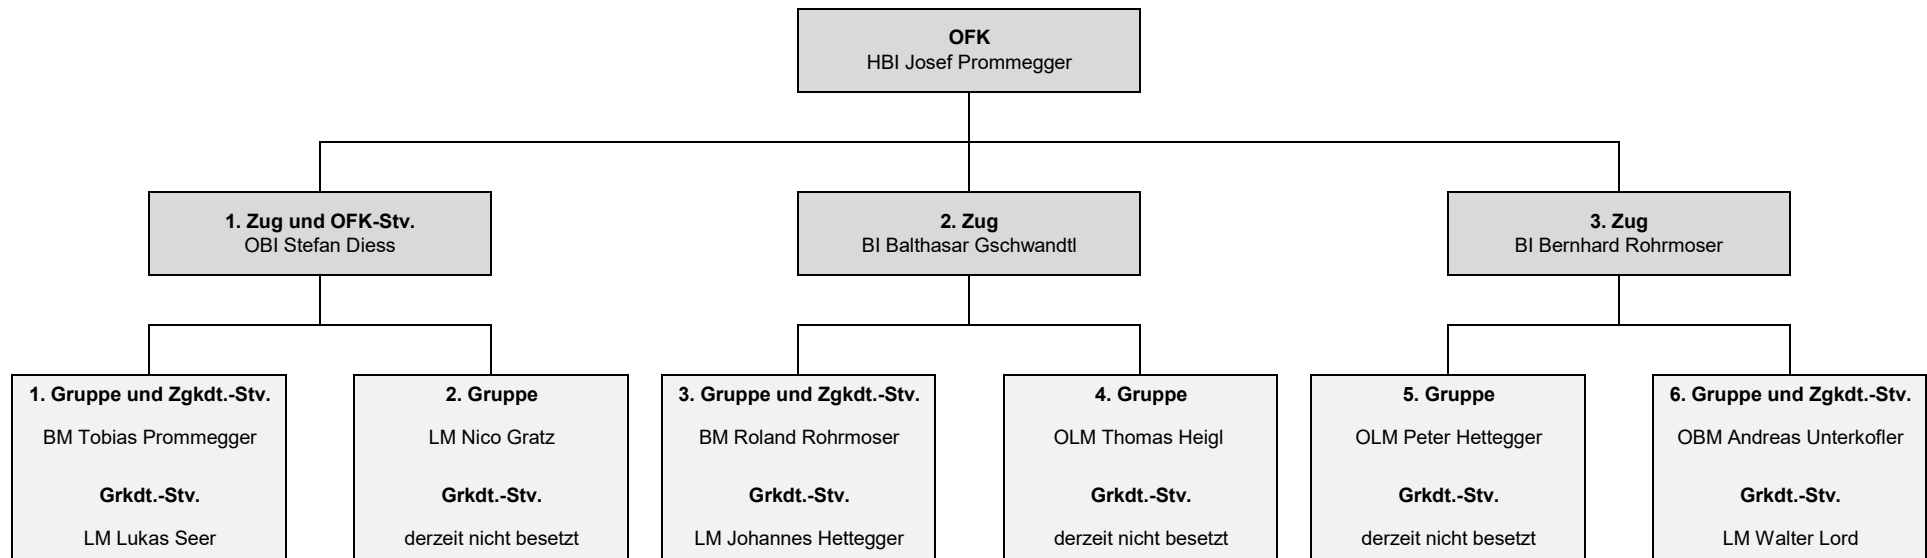 OFK
HBI Josef Prommegger
1. Zug und OFK-Stv.
OBI Stefan Diess
2. Zug
BI Balthasar Gschwandtl
3. Zug
BI Bernhard Rohrmoser
1. Gruppe und Zgkdt.-Stv.
BM Tobias Prommegger
Grkdt.-Stv.
LM Lukas Seer
2. Gruppe
LM Nico Gratz
Grkdt.-Stv.
derzeit nicht besetzt
3. Gruppe und Zgkdt.-Stv.
BM Roland Rohrmoser
Grkdt.-Stv.
LM Johannes Hettegger
4. Gruppe
OLM Thomas Heigl
Grkdt.-Stv.
derzeit nicht besetzt
5. Gruppe
OLM Peter Hettegger
Grkdt.-Stv.
derzeit nicht besetzt
6. Gruppe und Zgkdt.-Stv.
OBM Andreas Unterkofler
Grkdt.-Stv.
LM Walter Lord